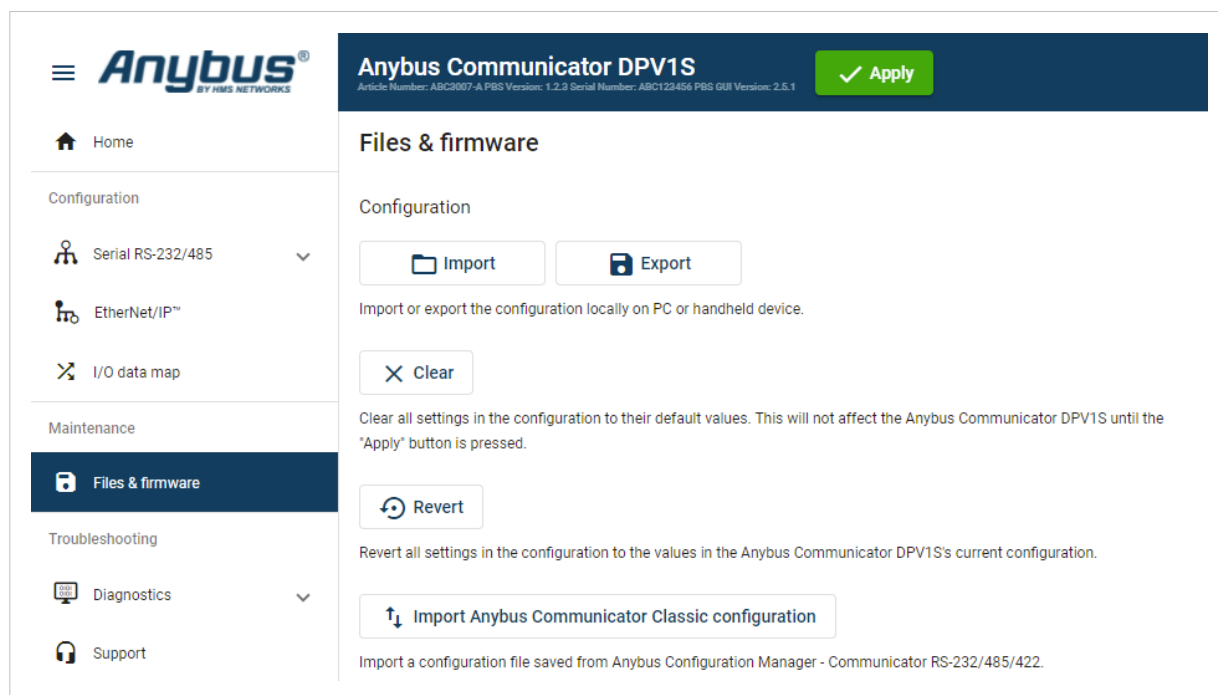 Anybus®
BY HMS NETWORKS
Anybus Communicator DPV1S
Article Number: ABC3007-A PBS Version: 1.2.3 Serial Number: ABC123456 PBS GUI Version: 2.5.1
Apply
Home
Configuration
Serial RS-232/485
EtherNet/IP™
I/O data map
Maintenance
Files & firmware
Troubleshooting
Diagnostics
Support
Files & firmware
Configuration
Import
Export
Import or export the configuration locally on PC or handheld device.
Clear
Clear all settings in the configuration to their default values. This will not affect the Anybus Communicator DPV1S until the
"Apply" button is pressed.
Revert
Revert all settings in the configuration to the values in the Anybus Communicator DPV1S's current configuration.
Import Anybus Communicator Classic configuration
Import a configuration file saved from Anybus Configuration Manager - Communicator RS-232/485/422.